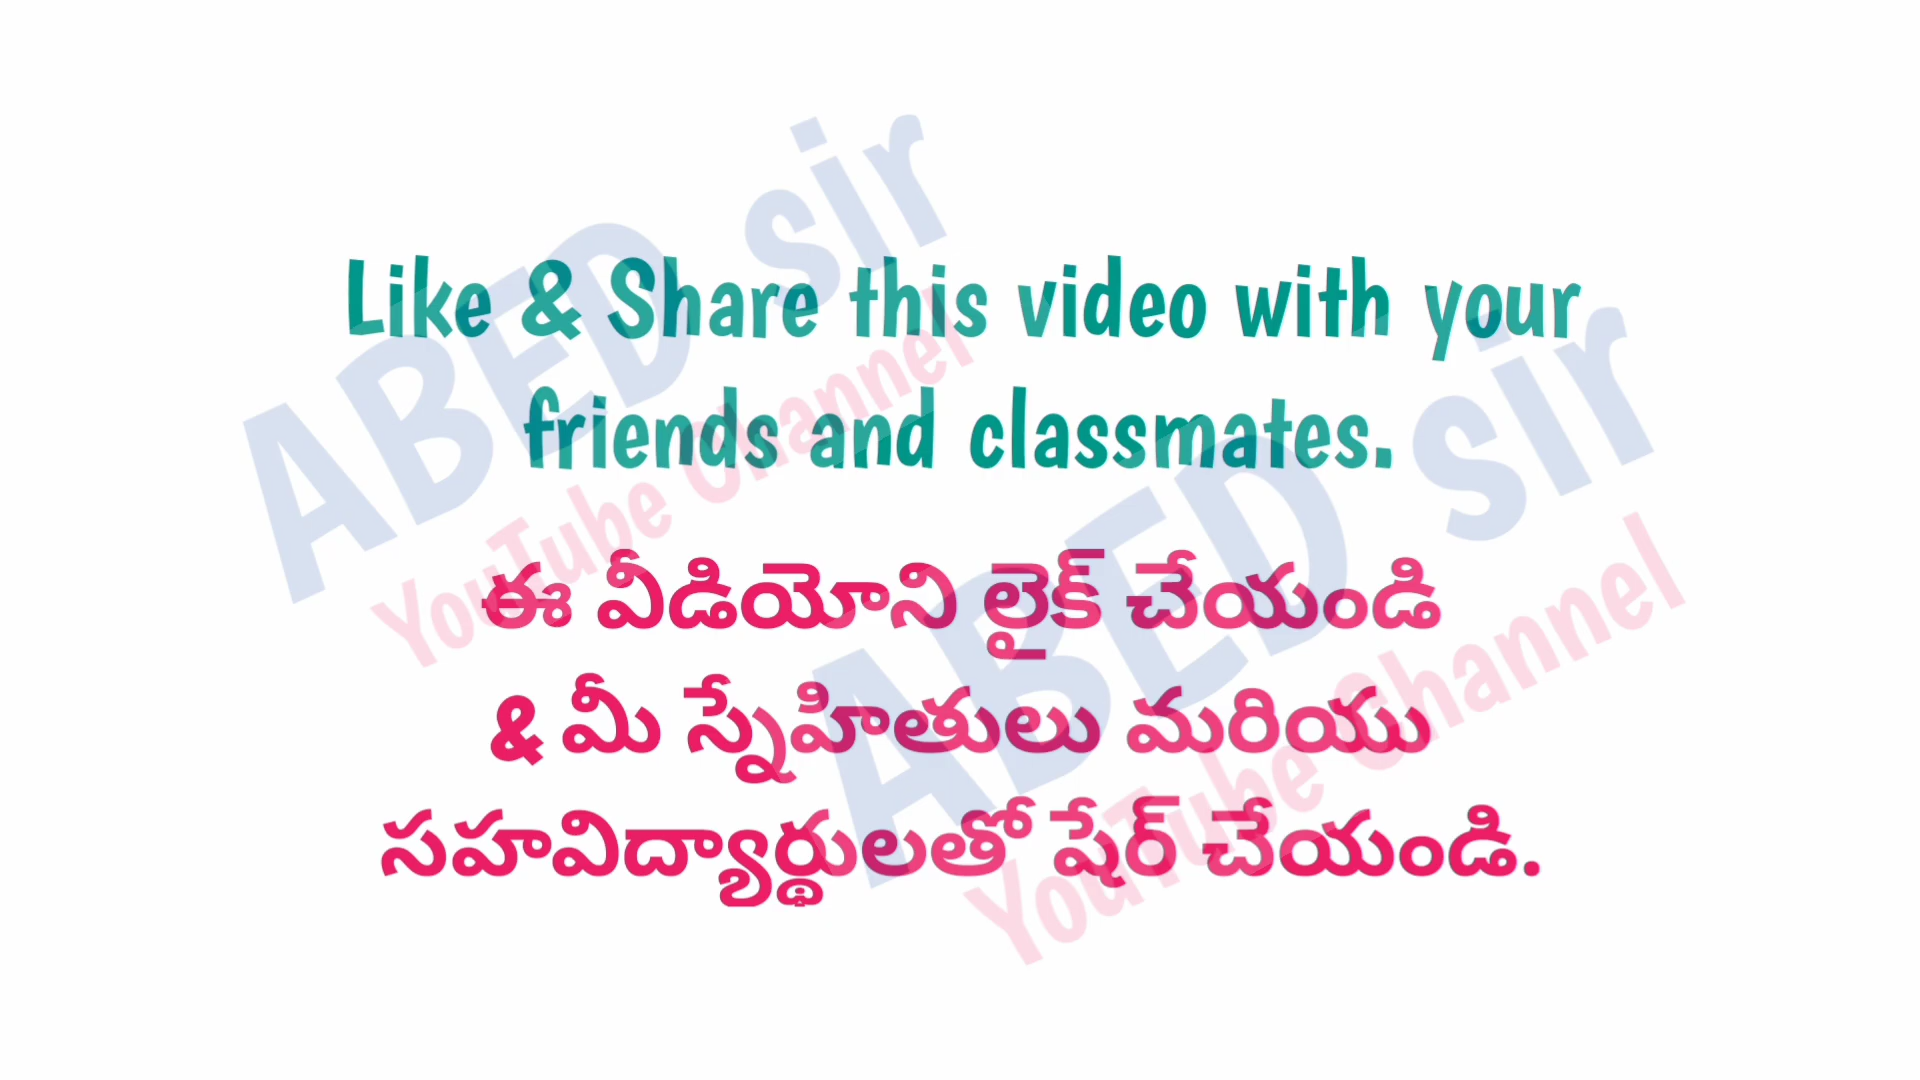 Like & Share this video with your
friends and classmates.
ఈ వీడియోని లైక్ చేయండి
& మీ స్నేహితులు మరియు
సహవిద్యార్థులతో షేర్ చేయండి.
ABED sir
YouTube Channel
ABED sir
YouTube Channel